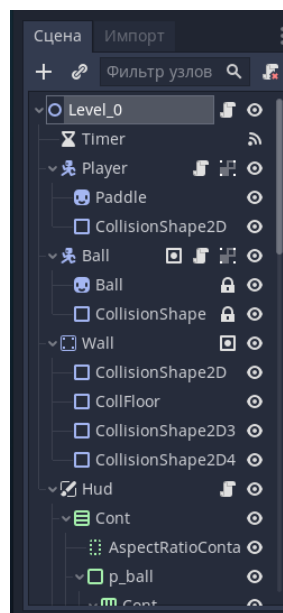 Сцена Импорт
Фильтр узлов
Level_0
Timer
Player
Paddle
CollisionShape2D
Ball
Ball
CollisionShape
Wall
CollisionShape2D
CollFloor
CollisionShape2D3
CollisionShape2D4
Hud
Cont
AspectRatioConta
p_ball
Cont